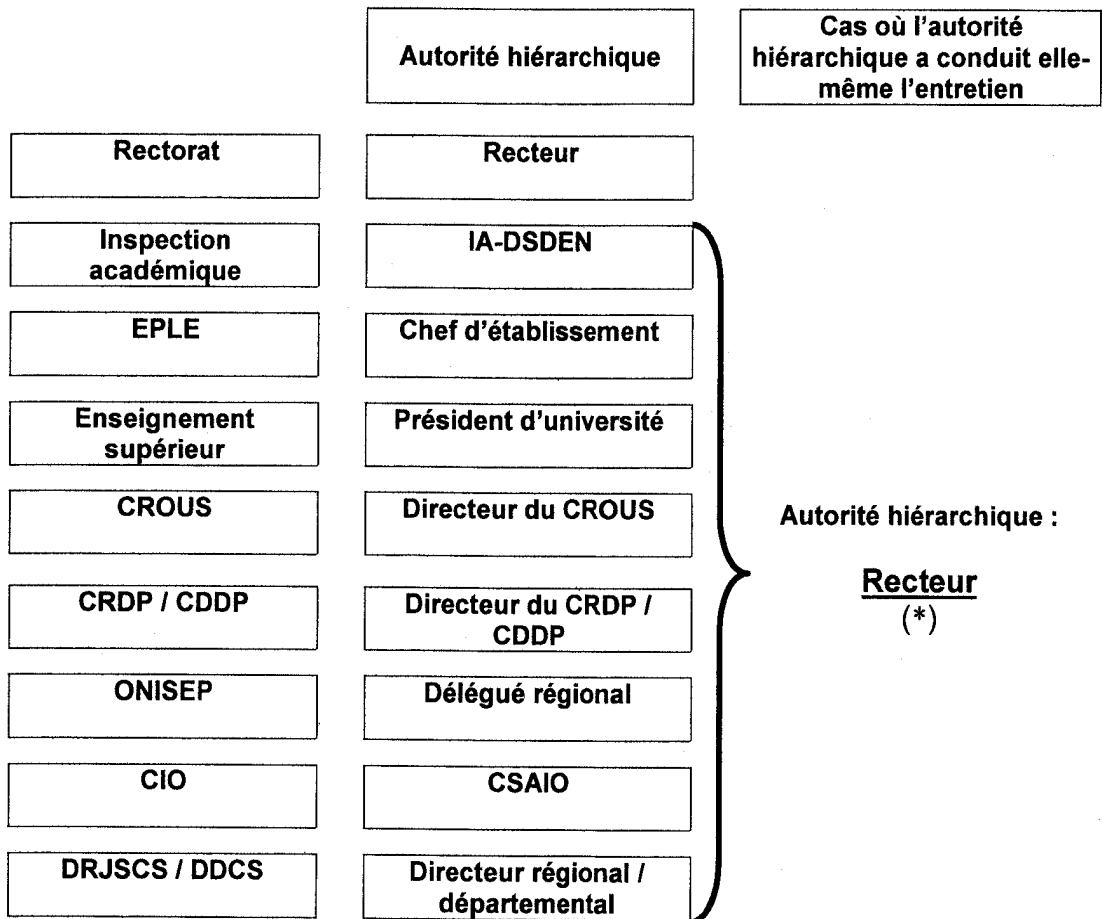 Autorité hiérarchique
Cas où l'autorité
hiérarchique a conduit elle-
même l'entretien
Rectorat
Recteur
Inspection
académique
IA-DSDEN
EPLE
Chef d'établissement
Enseignement
supérieur
Président d'université
CROUS
Directeur du CROUS
CRDP / CDDP
Directeur du CRDP /
CDDP
ONISEP
Délégué régional
CIO
CSAIO
DRJSCS / DDCS
Directeur régional /
départemental
Autorité hiérarchique :
Recteur
(*)